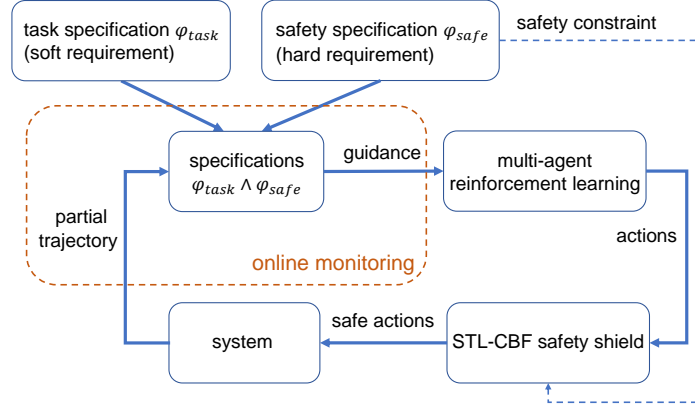 task specification φ_task
(soft requirement)
safety specification φ_safe
(hard requirement)
safety constraint
specifications
φ_task ∧ φ_safe
guidance
multi-agent
reinforcement learning
partial
trajectory
online monitoring
actions
system
safe actions
STL-CBF safety shield